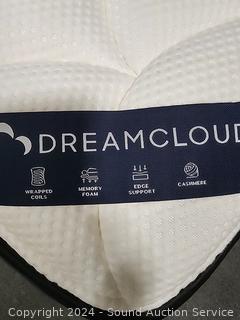 DREAMCLOUD
WRAPPED COILS
MEMORY FOAM
EDGE SUPPORT
CASHMERE
Copyright 2024 - Sound Auction Service